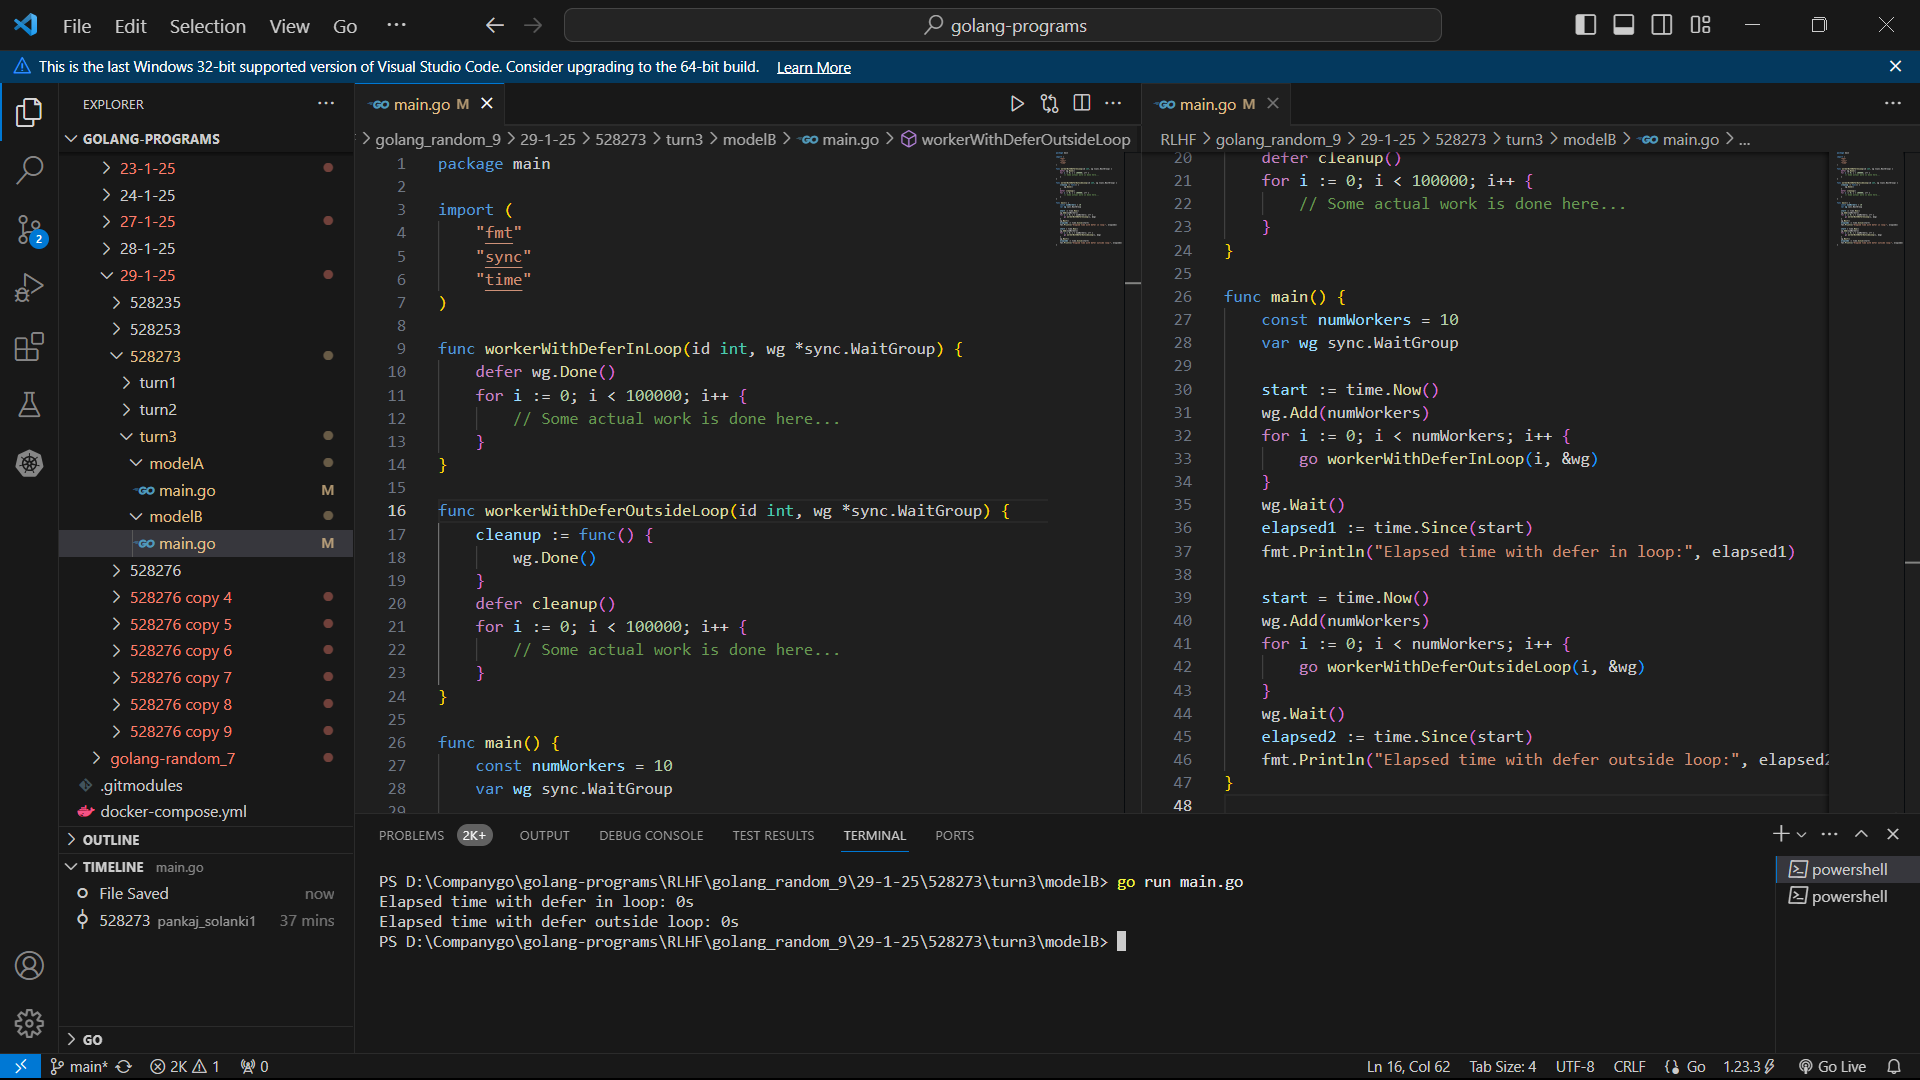 File Edit Selection View Go ··· golang-programs
This is the last Windows 32-bit supported version of Visual Studio Code. Consider upgrading to the 64-bit build. Learn More
EXPLORER
GOLANG-PROGRAMS
23-1-25
24-1-25
27-1-25
28-1-25
29-1-25
528235
528253
528273
turn1
turn2
turn3
modelA
main.go M
modelB
main.go M
528276
528276 copy 4
528276 copy 5
528276 copy 6
528276 copy 7
528276 copy 8
528276 copy 9
golang-random_7
.gitmodules
docker-compose.yml
OUTLINE
TIMELINE main.go
File Saved now
528273 pankaj_solanki1 37 mins
GO
2
GO main.go M
golang_random_9 > 29-1-25 > 528273 > turn3 > modelB > GO main.go > workerWithDeferOutsideLoop
1 package main
2
3 import (
4 "fmt"
5 "sync"
6 "time"
7 )
8
9 func workerWithDeferInLoop(id int, wg *sync.WaitGroup) {
10 defer wg.Done()
11 for i := 0; i < 100000; i++ {
12 // Some actual work is done here...
13 }
14 }
15
16 func workerWithDeferOutsideLoop(id int, wg *sync.WaitGroup) {
17 cleanup := func() {
18 wg.Done()
19 }
20 defer cleanup()
21 for i := 0; i < 100000; i++ {
22 // Some actual work is done here...
23 }
24 }
25
26 func main() {
27 const numWorkers = 10
28 var wg sync.WaitGroup
29
GO main.go M
RLHF > golang_random_9 > 29-1-25 > 528273 > turn3 > modelB > GO main.go > ...
20 defer cleanup()
21 for i := 0; i < 100000; i++ {
22 // Some actual work is done here...
23 }
24 }
25
26 func main() {
27 const numWorkers = 10
28 var wg sync.WaitGroup
29
30 start := time.Now()
31 wg.Add(numWorkers)
32 for i := 0; i < numWorkers; i++ {
33 go workerWithDeferInLoop(i, &wg)
34 }
35 wg.Wait()
36 elapsed1 := time.Since(start)
37 fmt.Println("Elapsed time with defer in loop:", elapsed1)
38
39 start = time.Now()
40 wg.Add(numWorkers)
41 for i := 0; i < numWorkers; i++ {
42 go workerWithDeferOutsideLoop(i, &wg)
43 }
44 wg.Wait()
45 elapsed2 := time.Since(start)
46 fmt.Println("Elapsed time with defer outside loop:", elapsed2
47 }
48
PROBLEMS 2K+ OUTPUT DEBUG CONSOLE TEST RESULTS TERMINAL PORTS
PS D:\Companygo\golang-programs\RLHF\golang_random_9\29-1-25\528273\turn3\modelB> go run main.go
Elapsed time with defer in loop: 0s
Elapsed time with defer outside loop: 0s
PS D:\Companygo\golang-programs\RLHF\golang_random_9\29-1-25\528273\turn3\modelB>
powershell
powershell
main* 2K 1 0 Ln 16, Col 62 Tab Size: 4 UTF-8 CRLF Go 1.23.3 Go Live